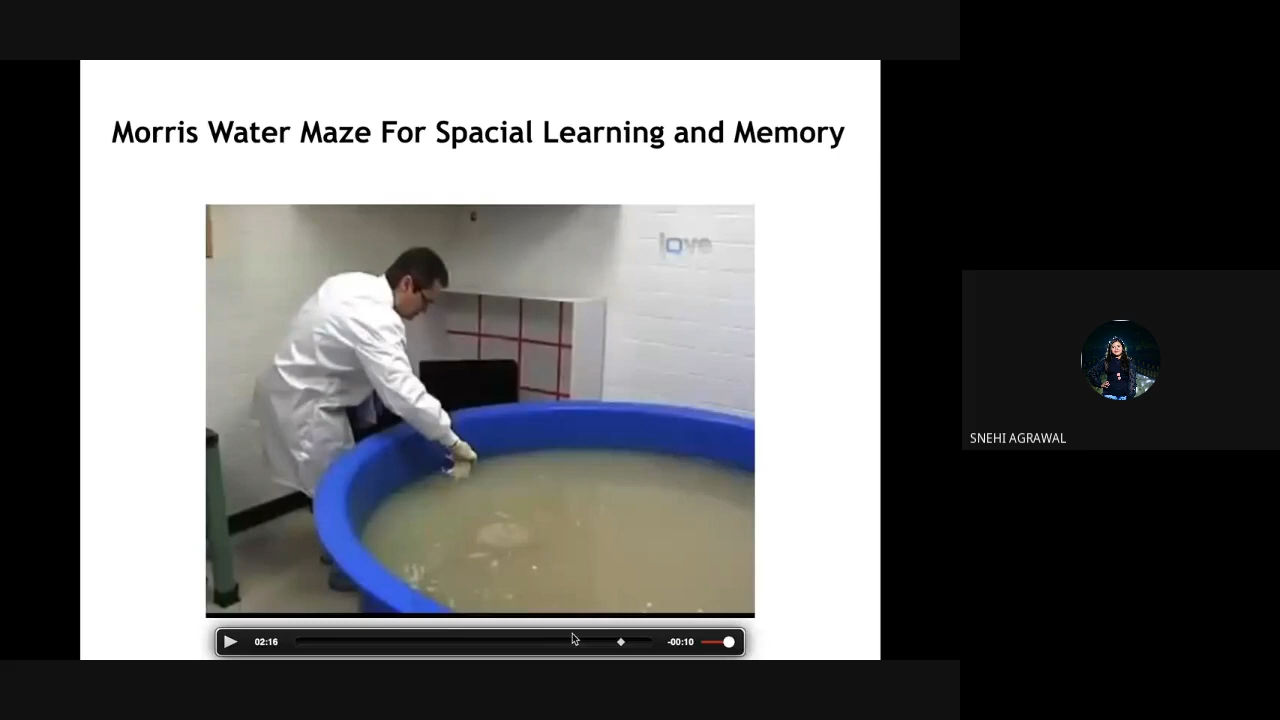 Morris Water Maze For Spacial Learning and Memory
jove
02:16
-00:10
SNEHI AGRAWAL